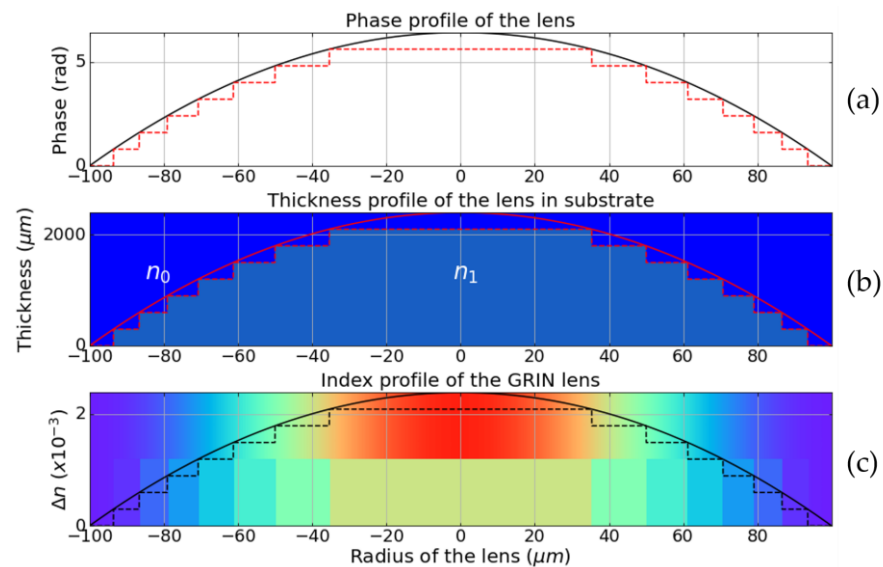 Phase profile of the lens
Phase (rad)
5
0
−100 −80 −60 −40 −20 0 20 40 60 80
(a)
Thickness profile of the lens in substrate
Thickness (μm)
2000
0
n0
n1
−100 −80 −60 −40 −20 0 20 40 60 80
(b)
Index profile of the GRIN lens
Δn (x10−3)
2
0
−100 −80 −60 −40 −20 0 20 40 60 80
(c)
Radius of the lens (μm)